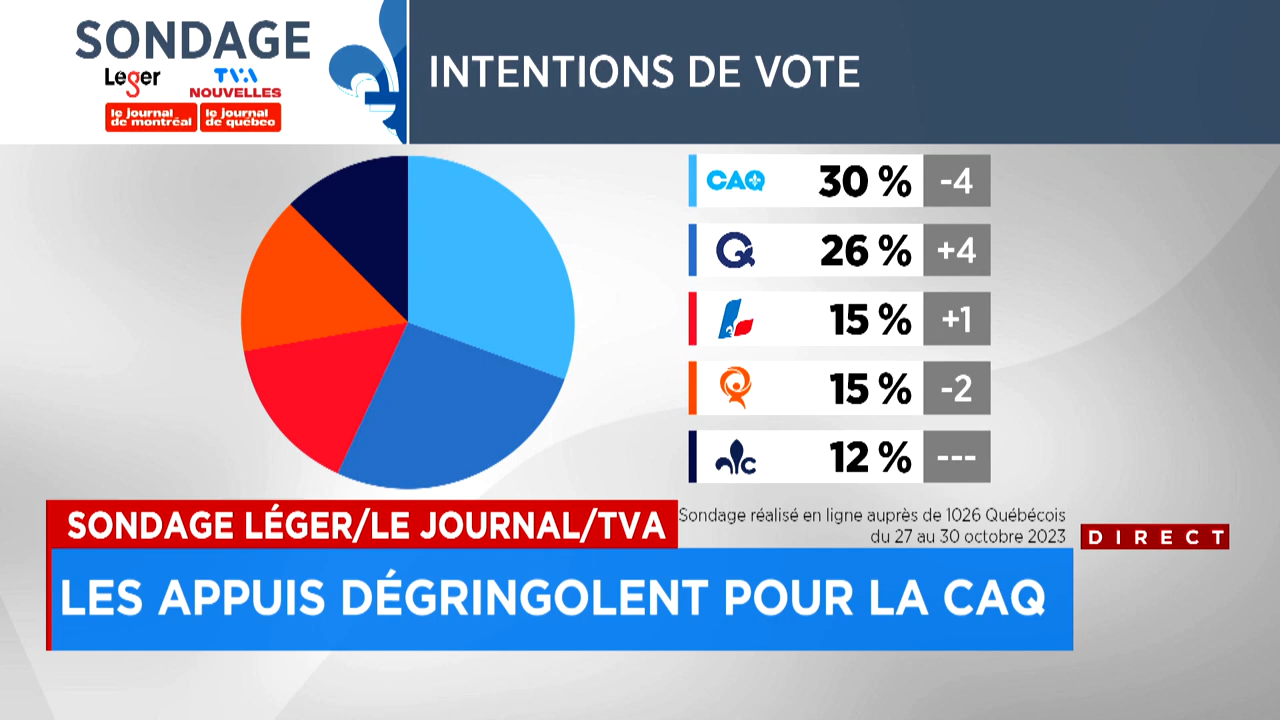 SONDAGE
Léger
TVA
NOUVELLES
le journal
de montréal
le journal
de québec
INTENTIONS DE VOTE
CAQ 30 % -4
26 % +4
15 % +1
15 % -2
C 12 % ---
SONDAGE LÉGER/LE JOURNAL/TVA
Sondage réalisé en ligne auprès de 1026 Québécois
du 27 au 30 octobre 2023
DIRECT
LES APPUIS DÉGRINGOLENT POUR LA CAQ